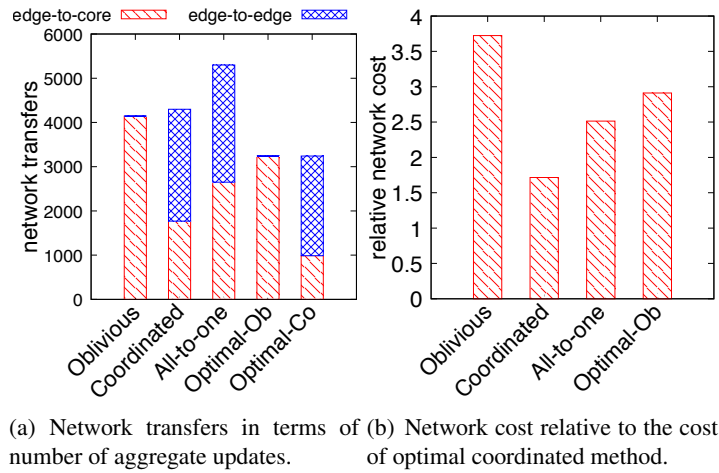 edge-to-core edge-to-edge
network transfers
6000
5000
4000
3000
2000
1000
0
Oblivious
Coordinated
All-to-one
Optimal-Ob
Optimal-Co
relative network cost
4
3.5
3
2.5
2
1.5
1
0.5
0
Oblivious
Coordinated
All-to-one
Optimal-Ob
(a) Network transfers in terms of
number of aggregate updates.
(b) Network cost relative to the cost
of optimal coordinated method.